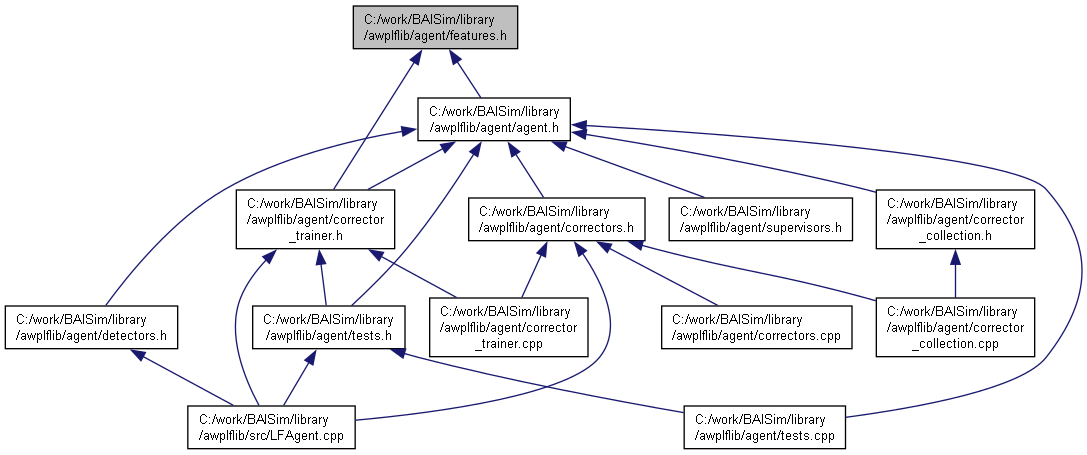 C:/work/BAISim/library
/awplflib/agent/features.h
C:/work/BAISim/library
/awplflib/agent/agent.h
C:/work/BAISim/library
/awplflib/agent/corrector
_trainer.h
C:/work/BAISim/library
/awplflib/agent/correctors.h
C:/work/BAISim/library
/awplflib/agent/supervisors.h
C:/work/BAISim/library
/awplflib/agent/corrector
_collection.h
C:/work/BAISim/library
/awplflib/agent/detectors.h
C:/work/BAISim/library
/awplflib/agent/tests.h
C:/work/BAISim/library
/awplflib/agent/corrector
_trainer.cpp
C:/work/BAISim/library
/awplflib/agent/correctors.cpp
C:/work/BAISim/library
/awplflib/agent/corrector
_collection.cpp
C:/work/BAISim/library
/awplflib/src/LFAgent.cpp
C:/work/BAISim/library
/awplflib/agent/tests.cpp